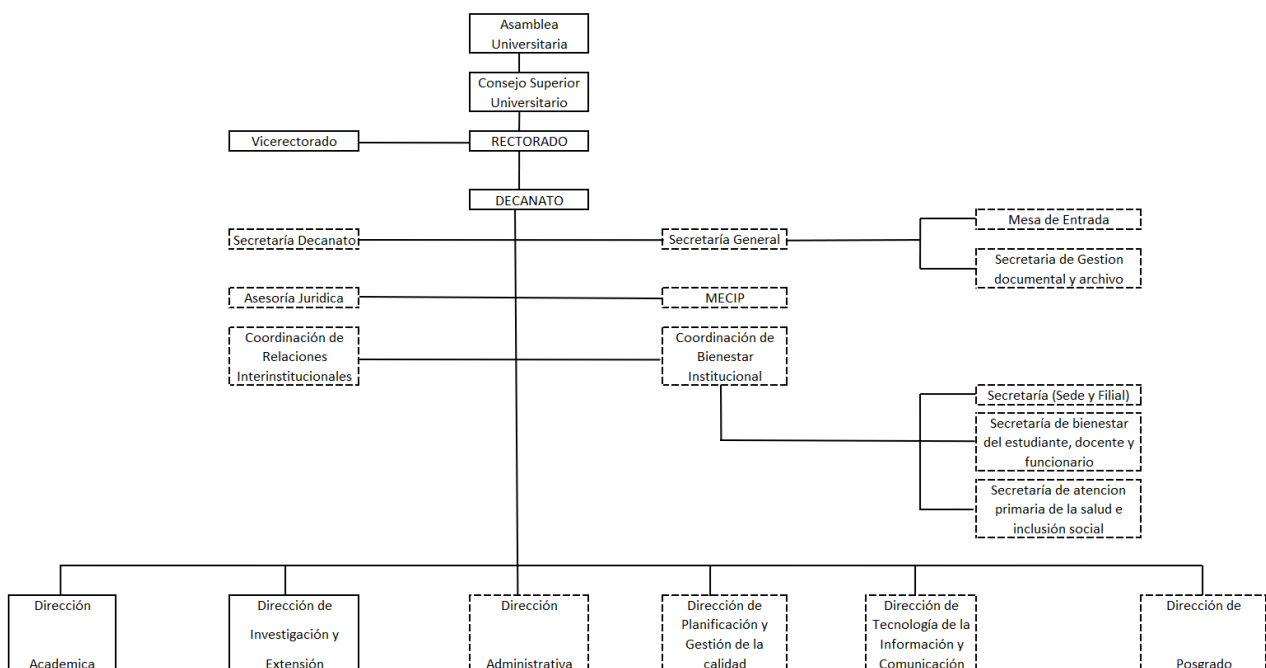 Asamblea
Universitaria
Consejo Superior
Universitario
Vicerectorado
RECTORADO
DECANATO
Secretaría Decanato
Secretaría General
Mesa de Entrada
Secretaria de Gestion
documental y archivo
Asesoría Juridica
MECIP
Coordinación de
Relaciones
Interinstitucionales
Coordinación de
Bienestar
Institucional
Secretaría (Sede y Filial)
Secretaría de bienestar
del estudiante, docente y
funcionario
Secretaría de atencion
primaria de la salud e
inclusión social
Dirección
Academica
Dirección de
Investigación y
Extensión
Dirección
Administrativa
Dirección de
Planificación y
Gestión de la
calidad
Dirección de
Tecnología de la
Información y
Comunicación
Dirección de
Posgrado